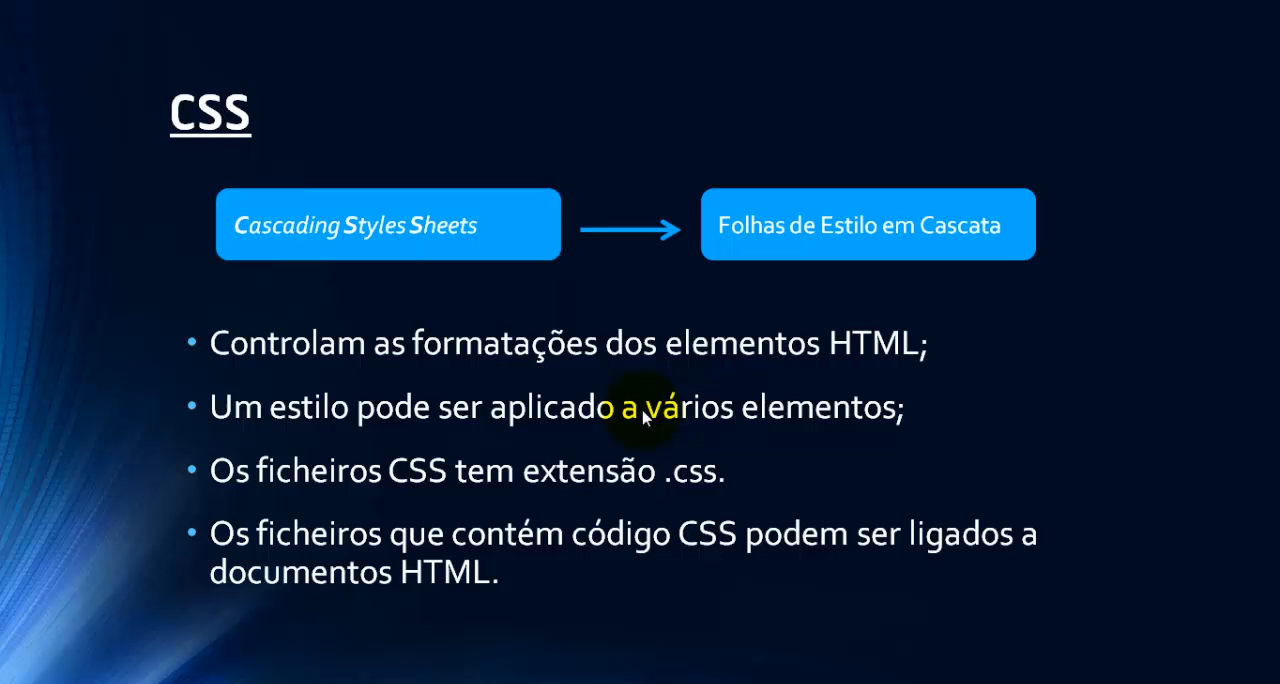 CSS
Cascading Styles Sheets
Folhas de Estilo em Cascata
• Controlam as formatações dos elementos HTML;
• Um estilo pode ser aplicado a vários elementos;
• Os ficheiros CSS tem extensão .css.
• Os ficheiros que contém código CSS podem ser ligados a
documentos HTML.